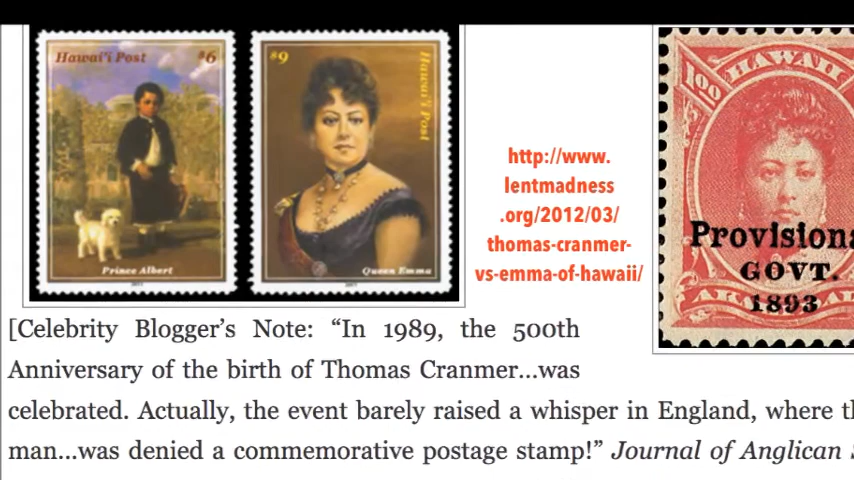 Hawai'i Post $6
Prince Albert
$9 Hawai'i Post
Queen Emma
http://www.
lentmadness
.org/2012/03/
thomas-cranmer-
vs-emma-of-hawaii/
100 HAWAII
Provisiona
GOVT.
1893
[Celebrity Blogger’s Note: “In 1989, the 500th
Anniversary of the birth of Thomas Cranmer…was
celebrated. Actually, the event barely raised a whisper in England, where th
man…was denied a commemorative postage stamp!” Journal of Anglican S